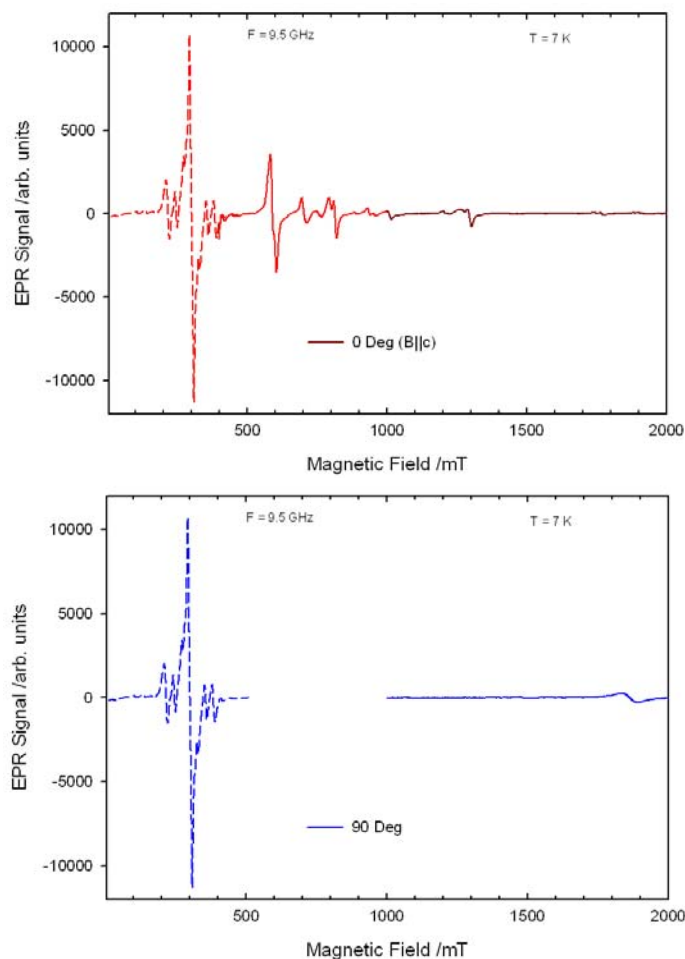 F = 9.5 GHz T = 7 K
10000
5000
0
-5000
-10000
EPR Signal /arb. units
0 Deg (B||c)
500 1000 1500 2000
Magnetic Field /mT
F = 9.5 GHz T = 7 K
10000
5000
0
-5000
-10000
EPR Signal /arb. units
90 Deg
500 1000 1500 2000
Magnetic Field /mT